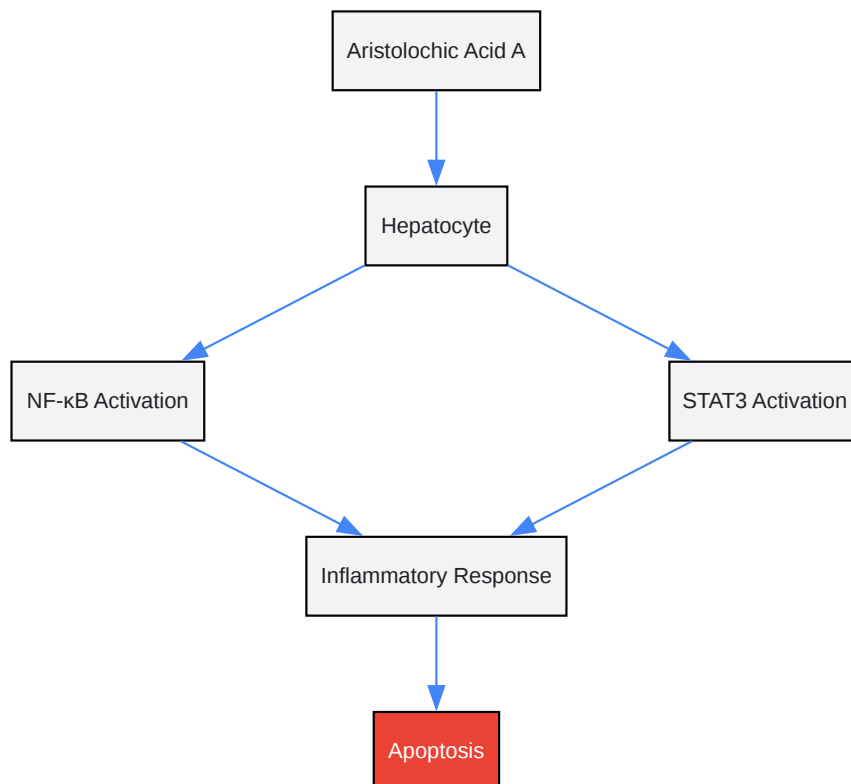 Aristolochic Acid A
Hepatocyte
NF-κB Activation
STAT3 Activation
Inflammatory Response
Apoptosis